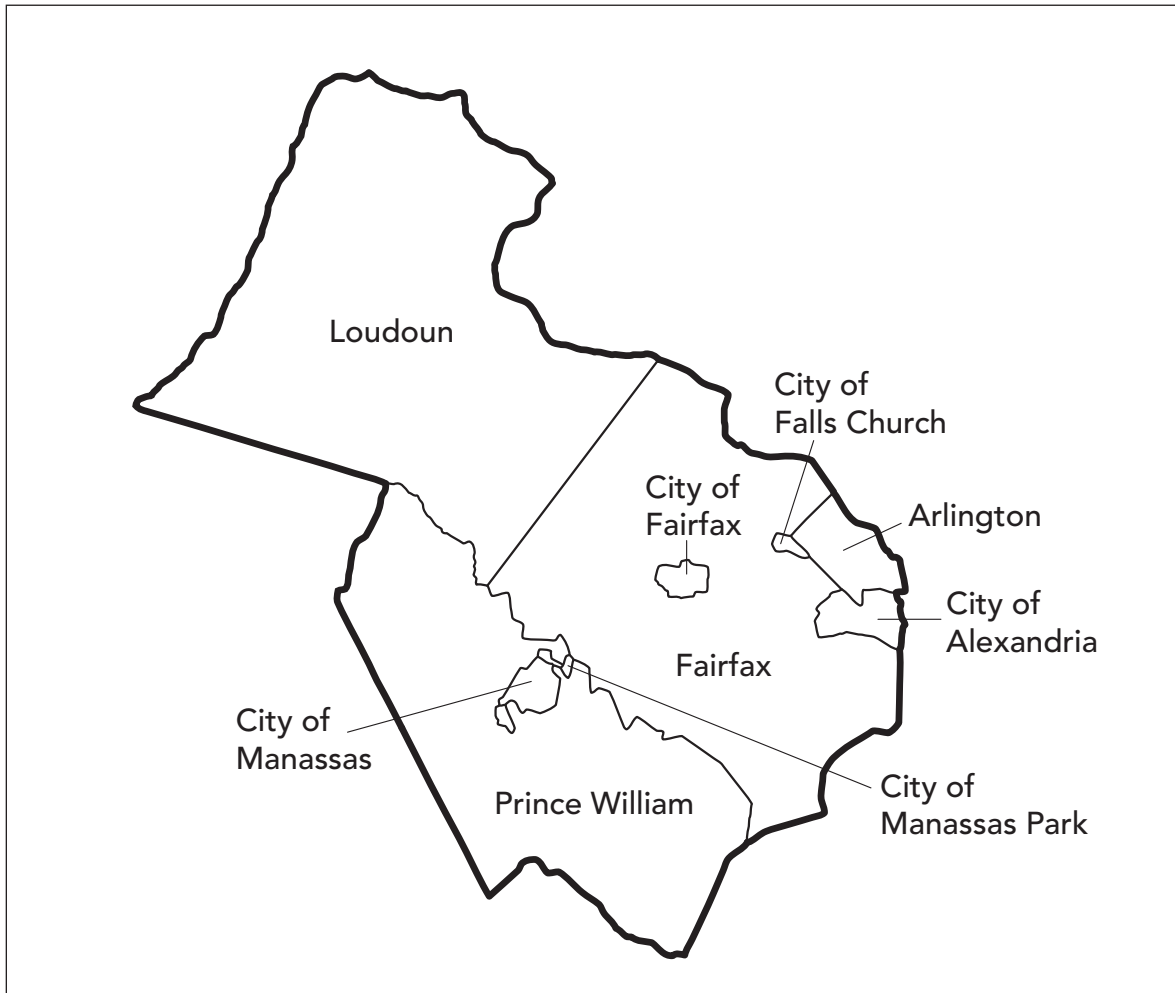 Loudoun
City of
Falls Church
City of
Fairfax
Arlington
City of
Alexandria
Fairfax
City of
Manassas
Prince William
City of
Manassas Park